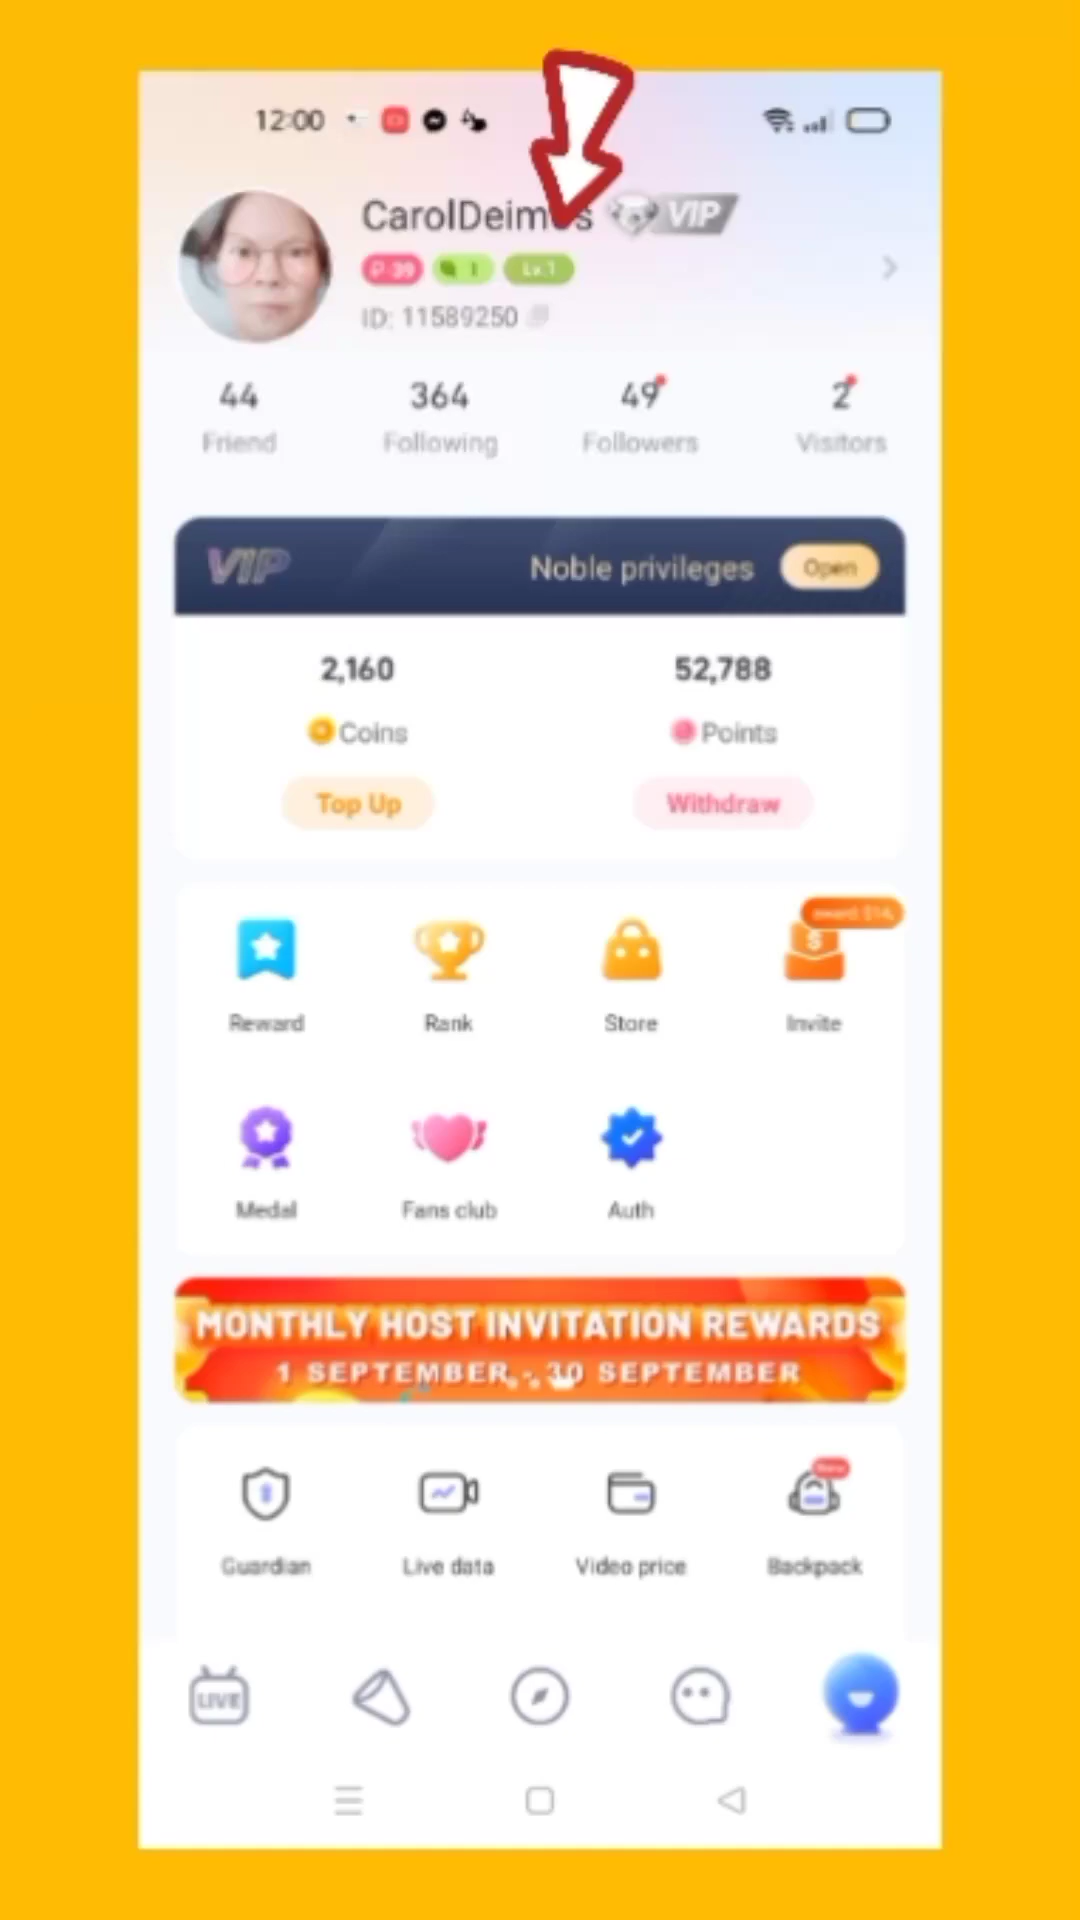 12:00
VIP
39
1
Lv.1
ID: 11589250
44
364
49
2
Friend
Following
Followers
Visitors
VIP
Noble privileges
Open
2,160
52,788
Coins
Points
Top Up
Withdraw
Reward
Rank
Store
Invite
Medal
Fans club
Auth
MONTHLY HOST INVITATION REWARDS
1 SEPTEMBER - 30 SEPTEMBER
New
Guardian
Live data
Video price
Backpack
LIVE